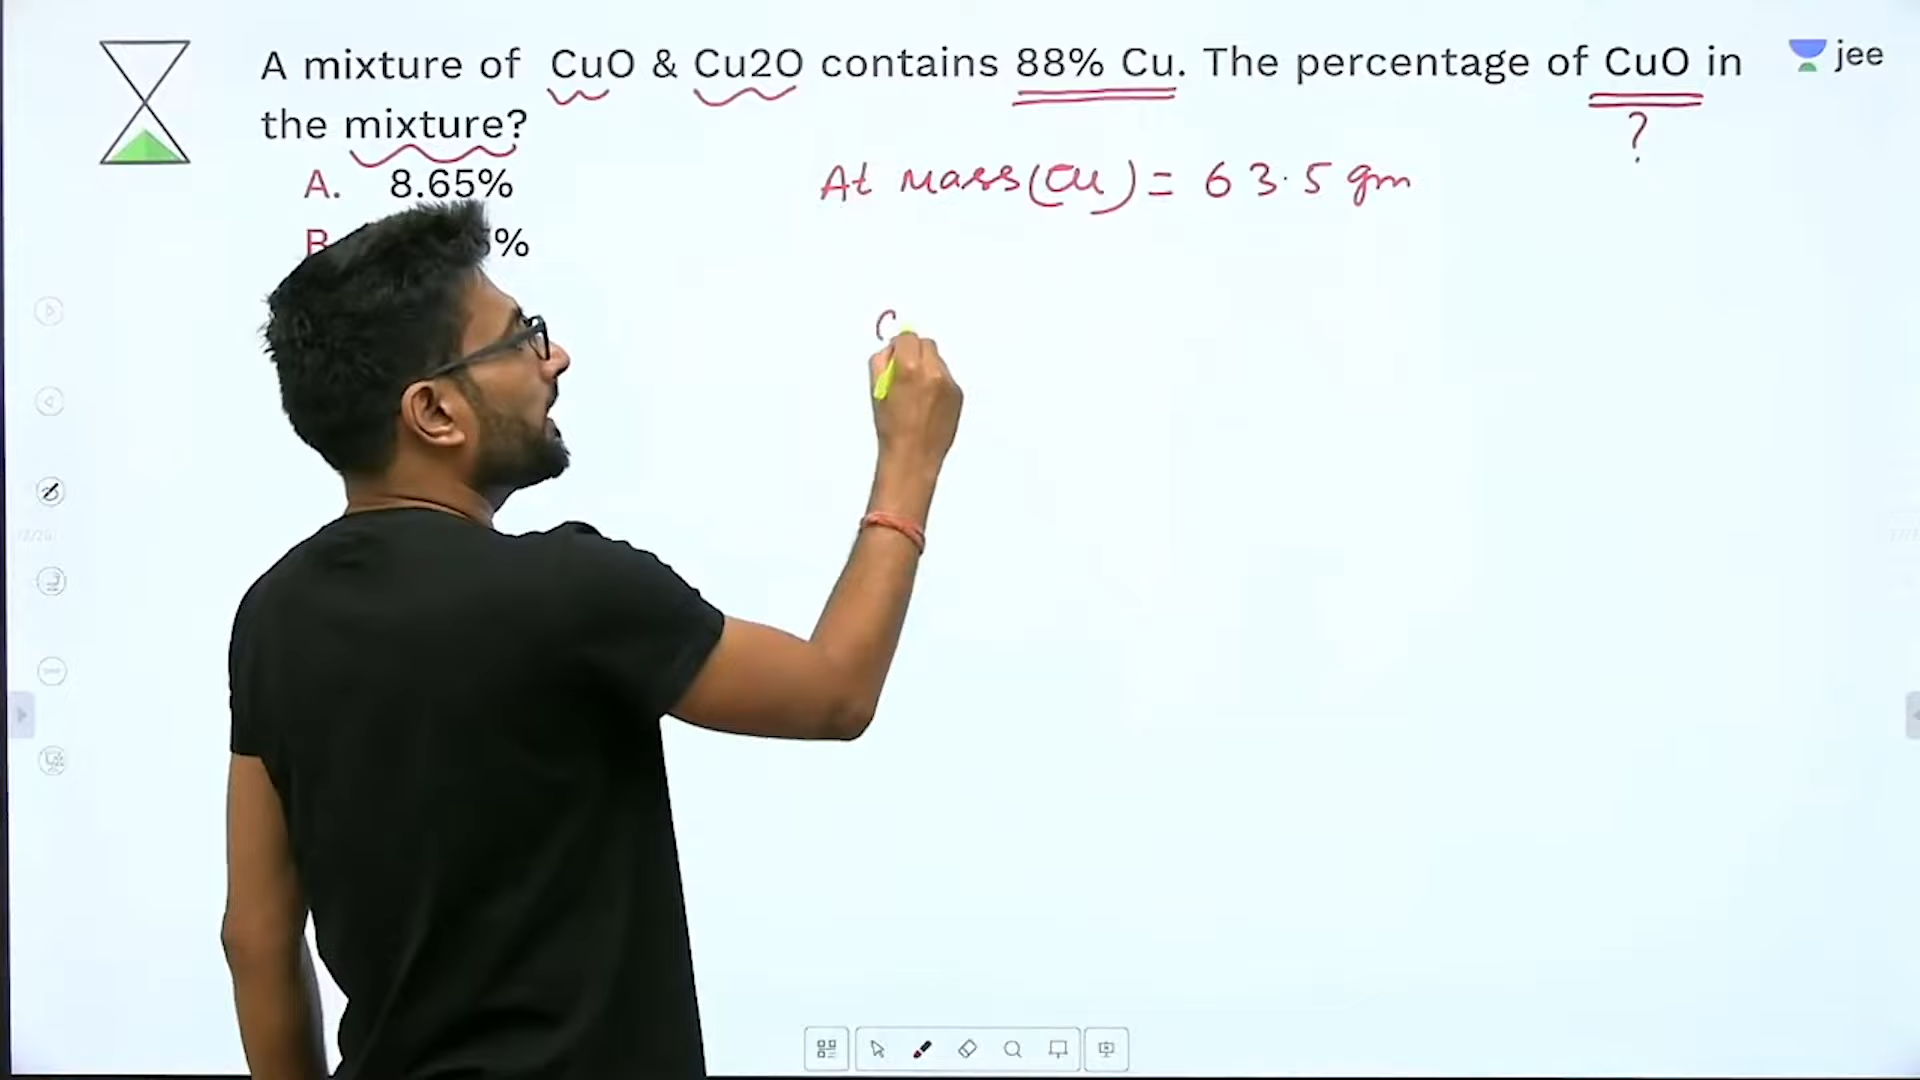 A mixture of CuO & Cu2O contains 88% Cu. The percentage of CuO in
the mixture?
?
jee
A. 8.65%
At Mass(Cu) = 63.5 gm
%
C